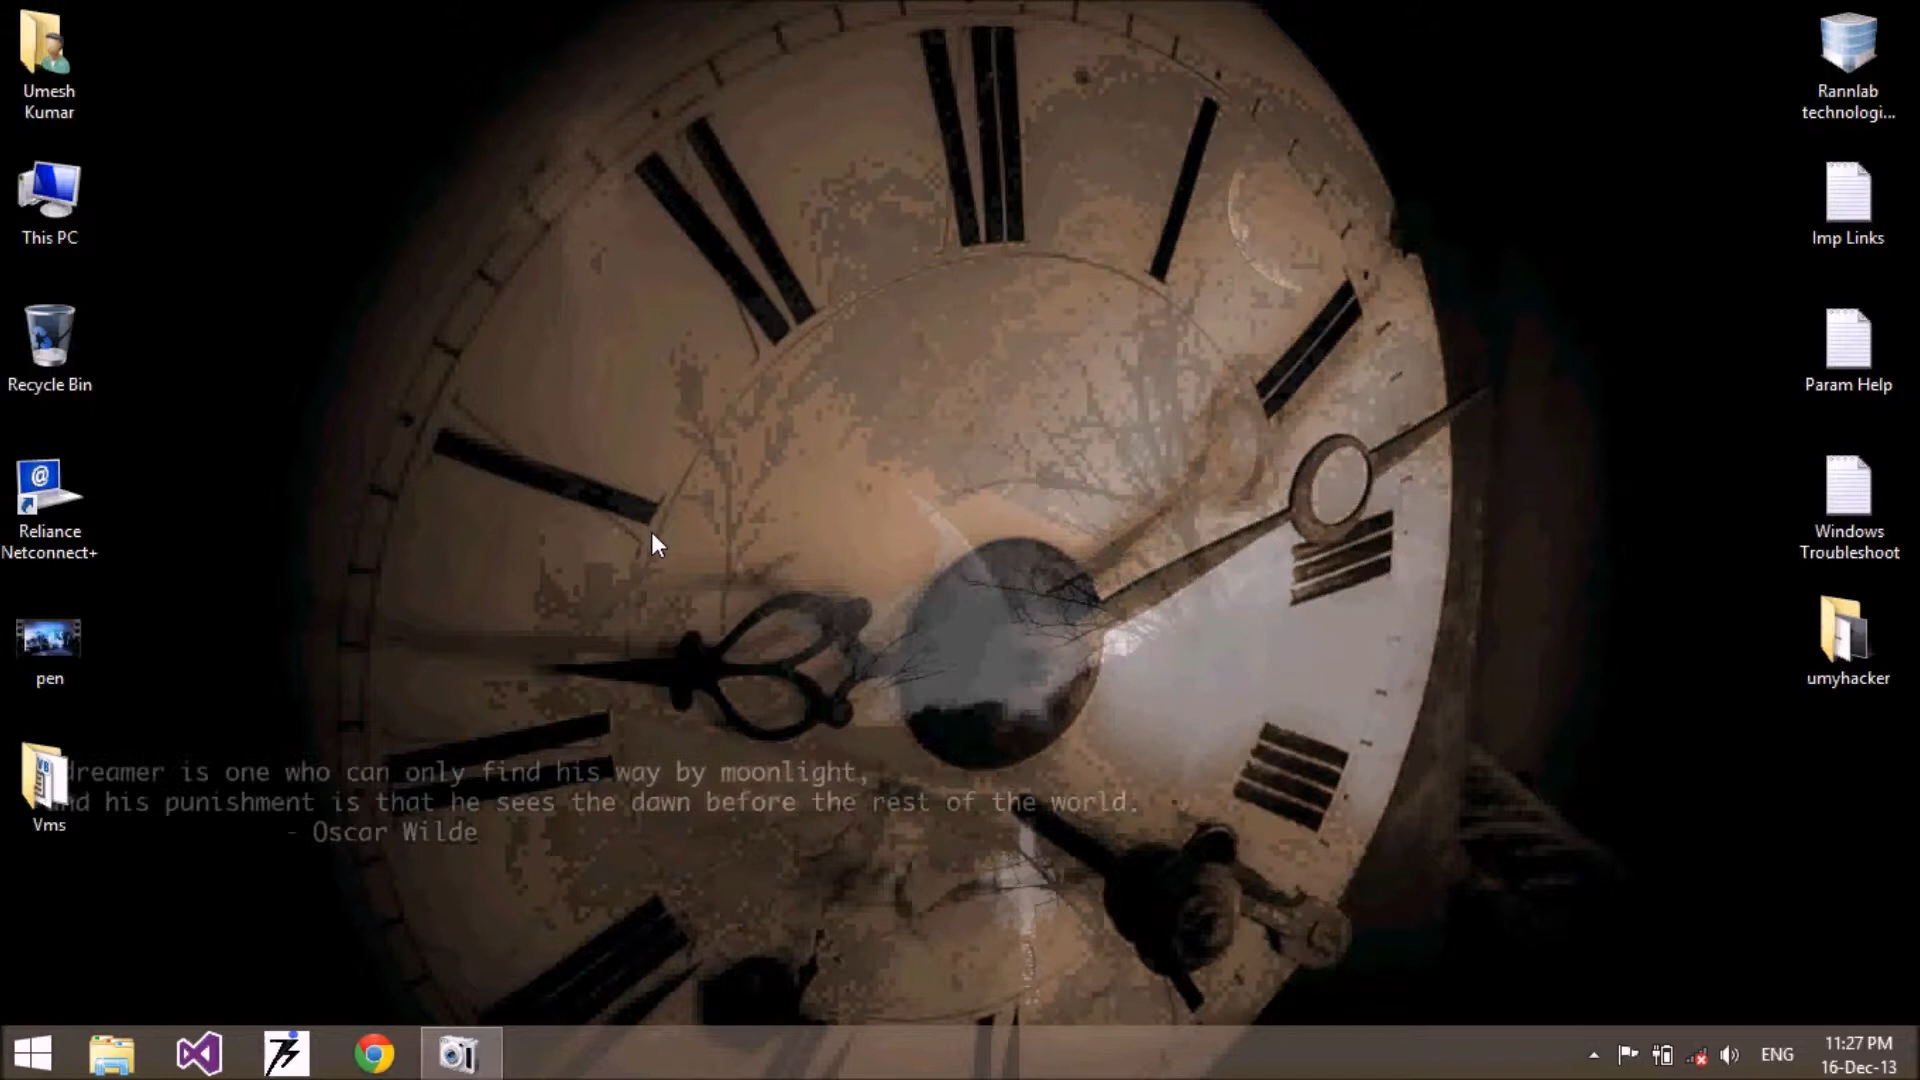 Umesh
Kumar
This PC
Recycle Bin
Reliance
Netconnect+
pen
Vms
Rannlab
technologi...
Imp Links
Param Help
Windows
Troubleshoot
umyhacker
dreamer is one who can only find his way by moonlight,
his punishment is that he sees the dawn before the rest of the world.
- Oscar Wilde
ENG
11:27 PM
16-Dec-13